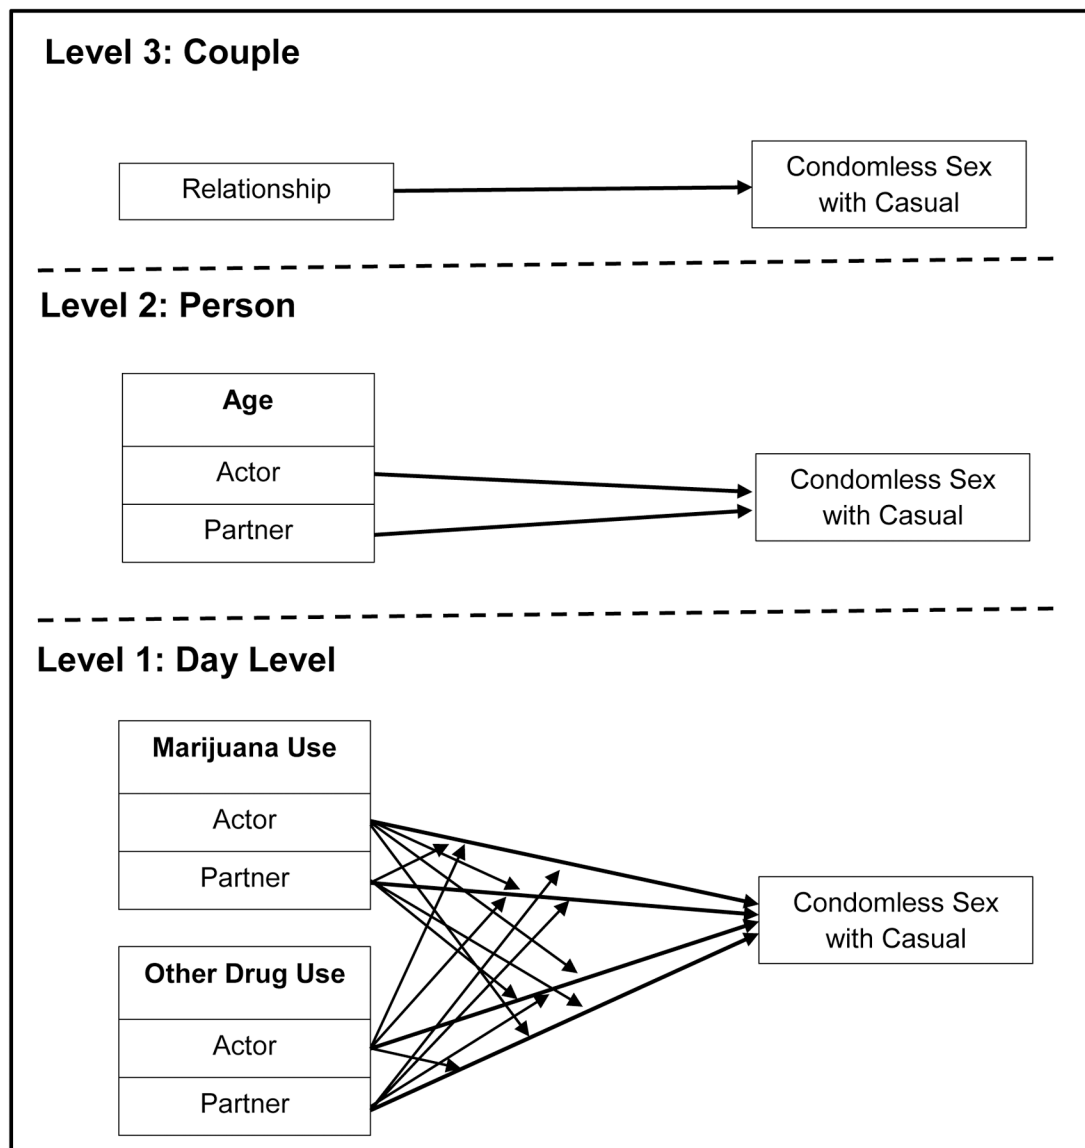 Level 3: Couple
Relationship
Condomless Sex
with Casual
Level 2: Person
Age
Actor
Partner
Condomless Sex
with Casual
Level 1: Day Level
Marijuana Use
Actor
Partner
Other Drug Use
Actor
Partner
Condomless Sex
with Casual